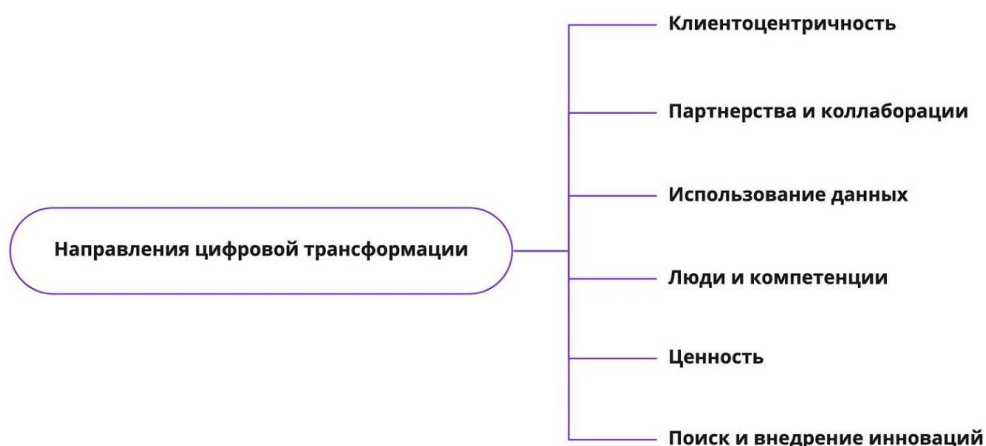 Клиентоцентричность
Партнерства и коллаборации
Использование данных
Направления цифровой трансформации
Люди и компетенции
Ценность
Поиск и внедрение инноваций